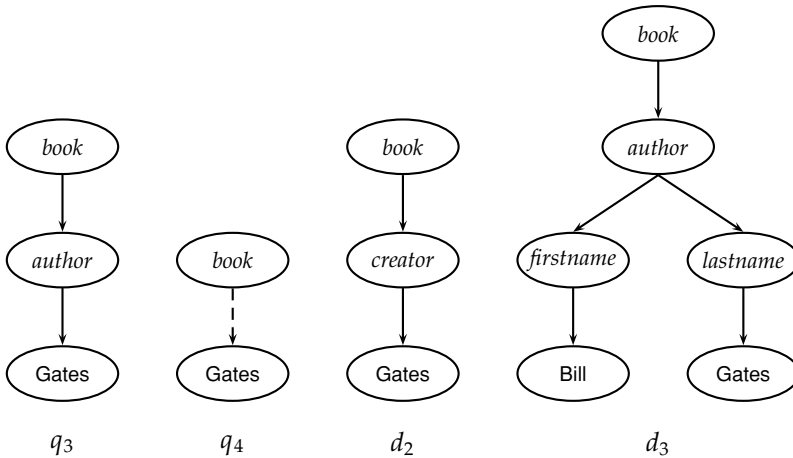 book
book
book
author
author
book
creator
firstname
lastname
Gates
Gates
Gates
Bill
Gates
q3
q4
d2
d3